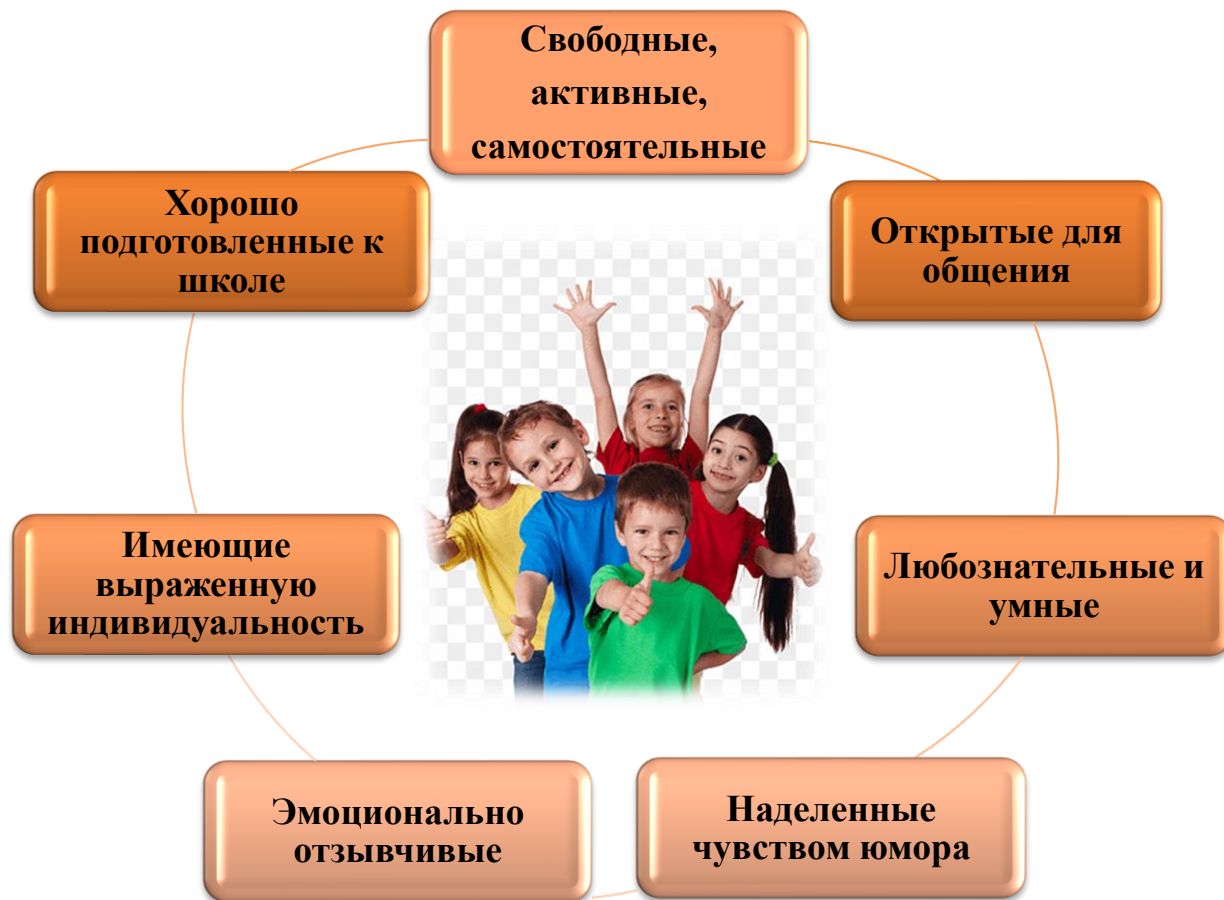 Свободные,
активные,
самостоятельные
Открытые для
общения
Любознательные и
умные
Наделенные
чувством юмора
Эмоционально
отзывчивые
Имеющие
выраженную
индивидуальность
Хорошо
подготовленные к
школе